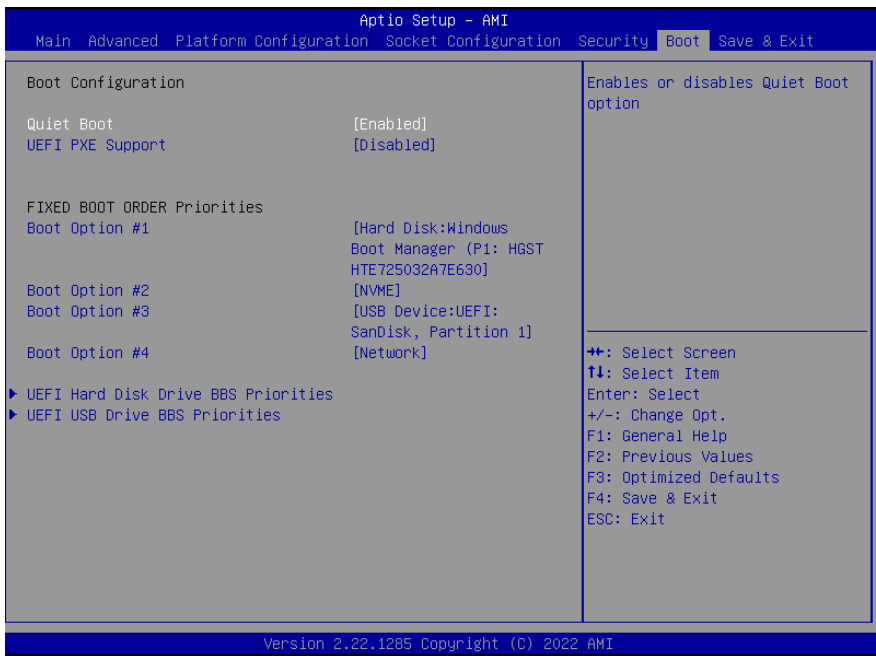 Aptio Setup – AMI
Main Advanced Platform Configuration Socket Configuration Security Boot Save & Exit
Boot Configuration
Quiet Boot [Enabled]
UEFI PXE Support [Disabled]
FIXED BOOT ORDER Priorities
Boot Option #1 [Hard Disk:Windows
Boot Manager (P1: HGST
HTE725032A7E630]
Boot Option #2 [NVME]
Boot Option #3 [USB Device:UEFI:
SanDisk, Partition 1]
Boot Option #4 [Network]
UEFI Hard Disk Drive BBS Priorities
UEFI USB Drive BBS Priorities
Enables or disables Quiet Boot
option
→←: Select Screen
↑↓: Select Item
Enter: Select
+/-: Change Opt.
F1: General Help
F2: Previous Values
F3: Optimized Defaults
F4: Save & Exit
ESC: Exit
Version 2.22.1285 Copyright (C) 2022 AMI